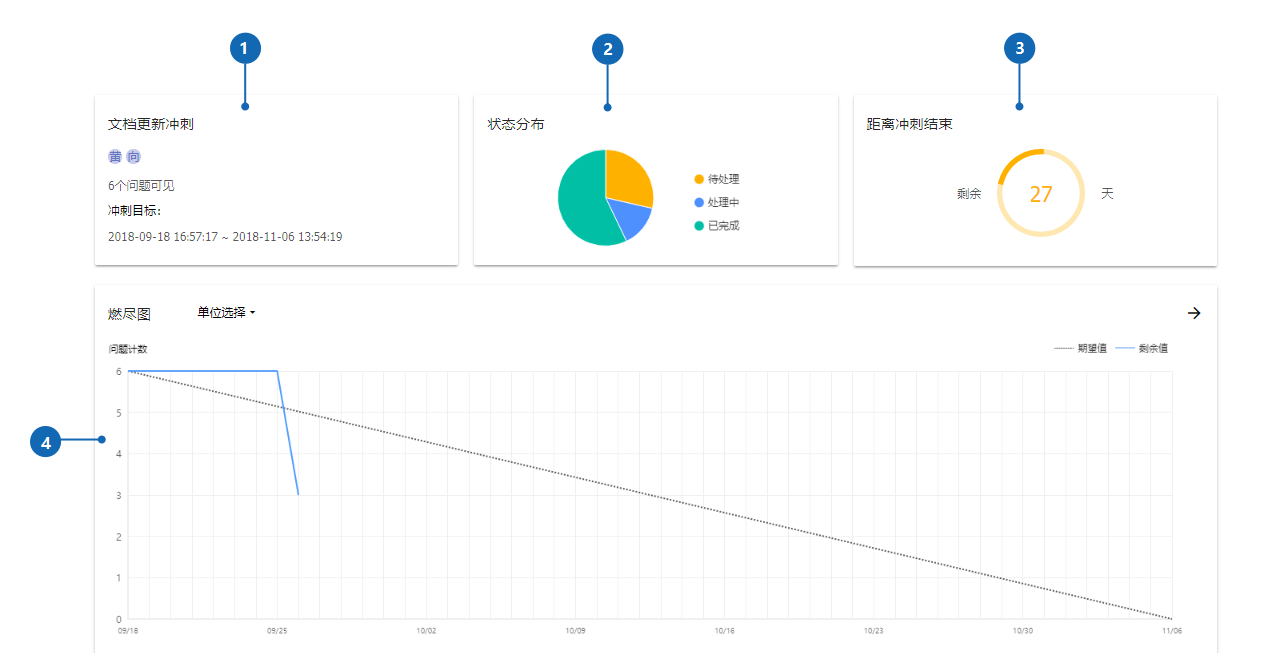 1
2
3
文档更新冲刺
黄 向
6个问题可见
冲刺目标：
2018-09-18 16:57:17 ~ 2018-11-06 13:54:19
状态分布
待处理
处理中
已完成
距离冲刺结束
剩余 27 天
燃尽图 单位选择
问题计数
期望值 剩余值
6
5
4
4
3
2
1
0
09/18 09/25 10/02 10/09 10/16 10/23 10/30 11/06